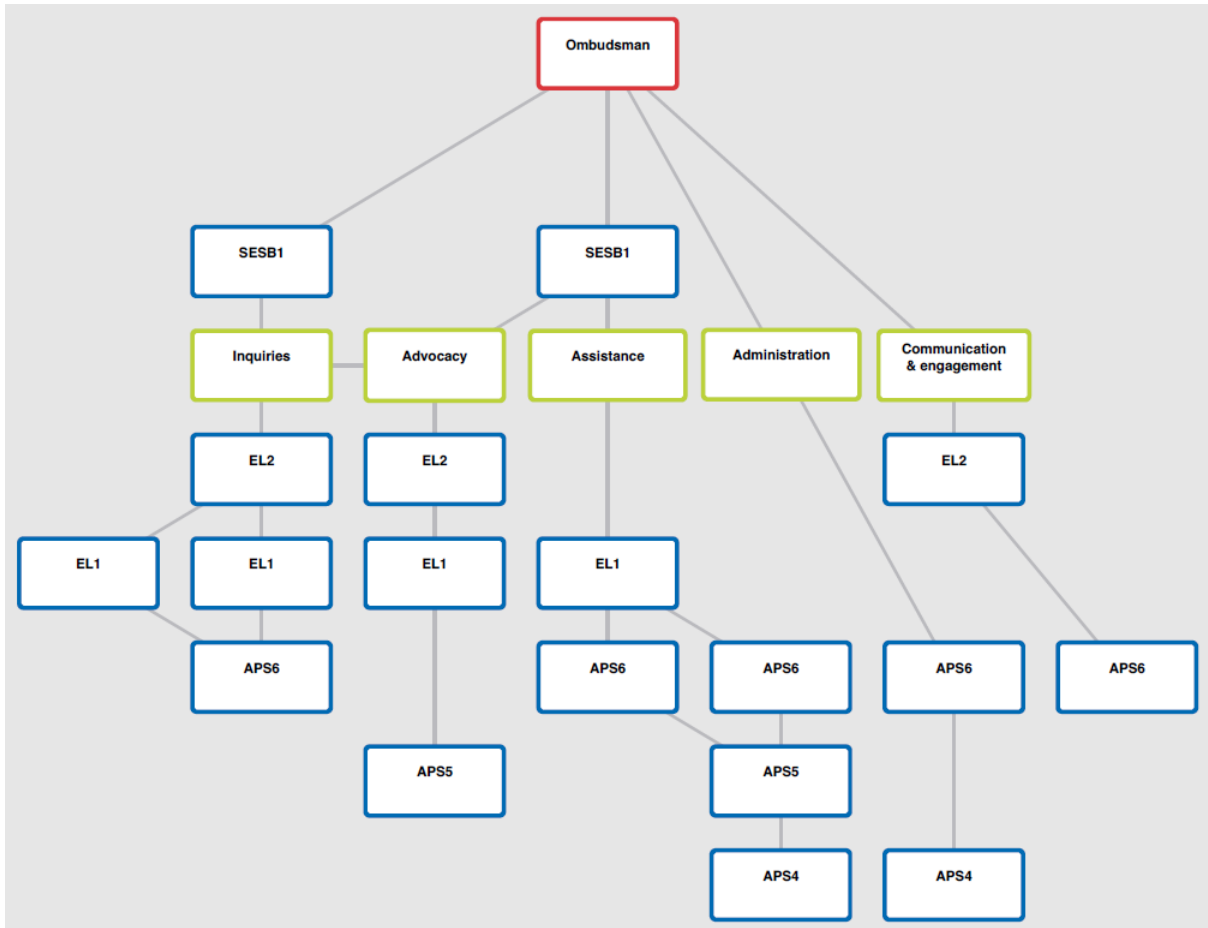 Ombudsman
SESB1
SESB1
Inquiries
Advocacy
Assistance
Administration
Communication
& engagement
EL2
EL2
EL2
EL1
EL1
EL1
EL1
APS6
APS6
APS6
APS6
APS6
APS5
APS5
APS4
APS4